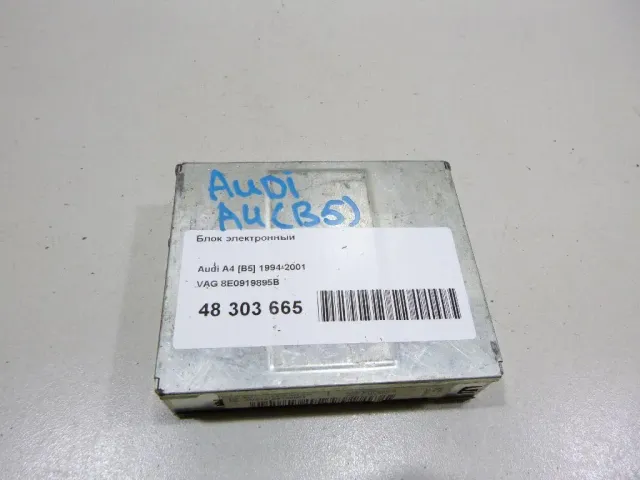 AUDi
A4(B5)
Блок электронный
Audi A4 [B5] 1994-2001
VAG 8E0919895B
48 303 665